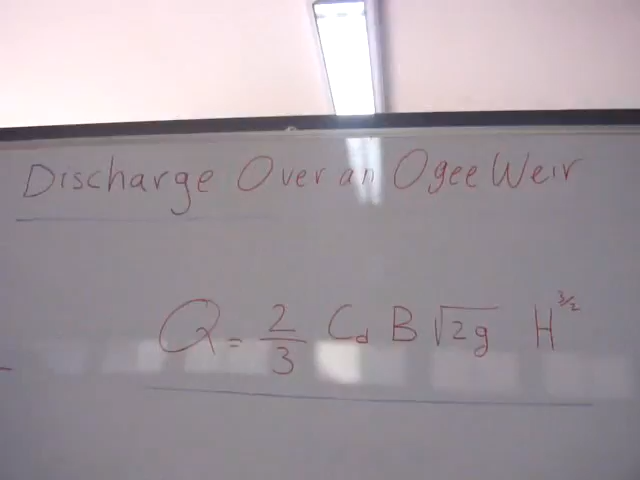 Discharge Over an Ogee Weir
Q = 2/3 Cd B √2g H^3/2